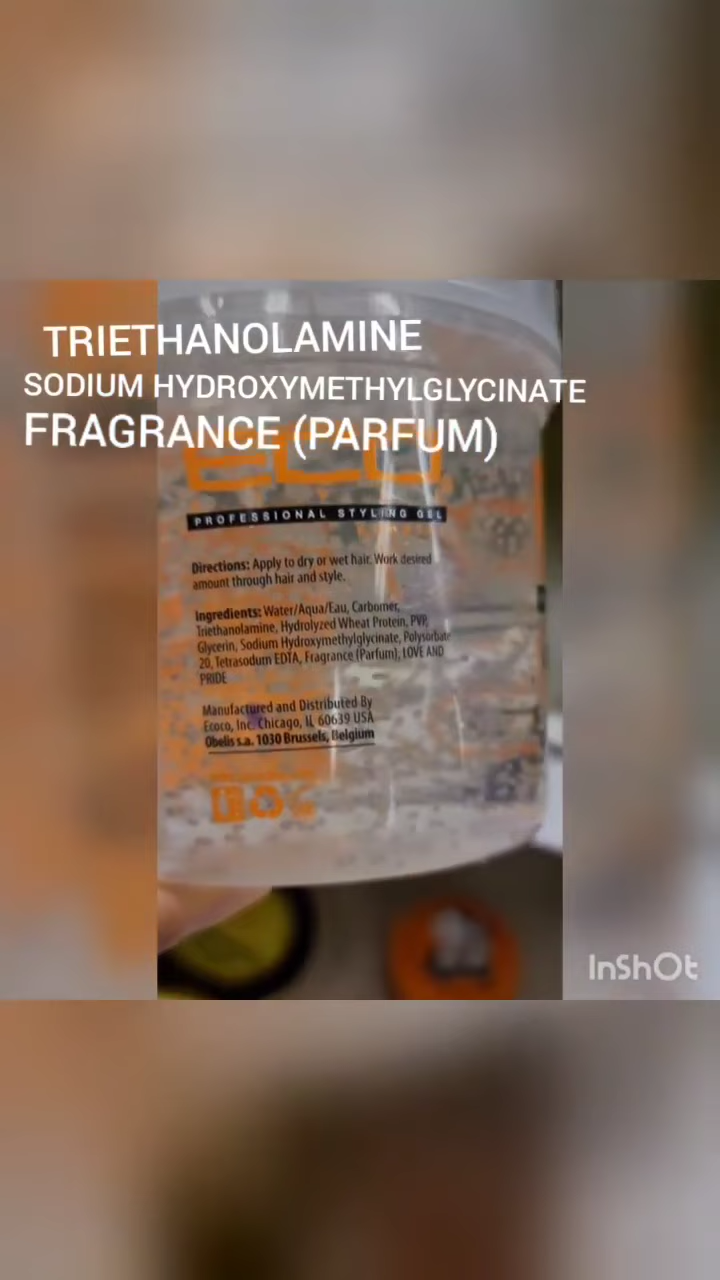 TRIETHANOLAMINE
SODIUM HYDROXYMETHYLGLYCINATE
FRAGRANCE (PARFUM)
ECO
PROFESSIONAL STYLING GEL
Directions: Apply to dry or wet hair. Work desired
amount through hair and style.
Ingredients: Water/Aqua/Eau, Carbomer,
Triethanolamine, Hydrolyzed Wheat Protein, PVP,
Glycerin, Sodium Hydroxymethylglycinate, Polysorbate
20, Tetrasodum EDTA, Fragrance (Parfum), LOVE AND
PRIDE
Manufactured and Distributed By
Ecoco, Inc. Chicago, IL 60639 USA
Obelis s.a. 1030 Brussels, Belgium
InShOt